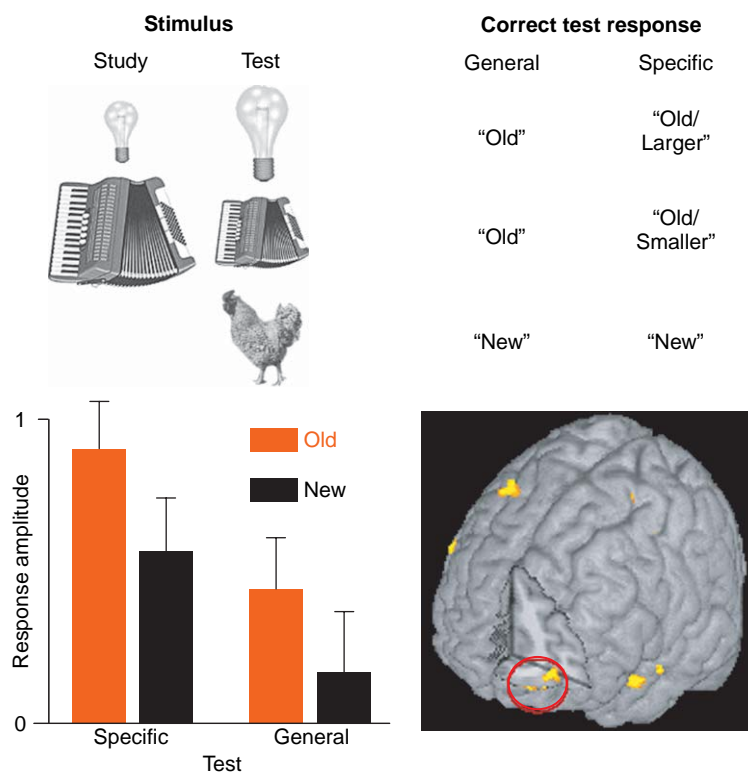 Stimulus
Study Test
Correct test response
General Specific
“Old”
“Old/
Larger”
“Old”
“Old/
Smaller”
“New” “New”
1
Old
New
Response amplitude
0
Specific General
Test